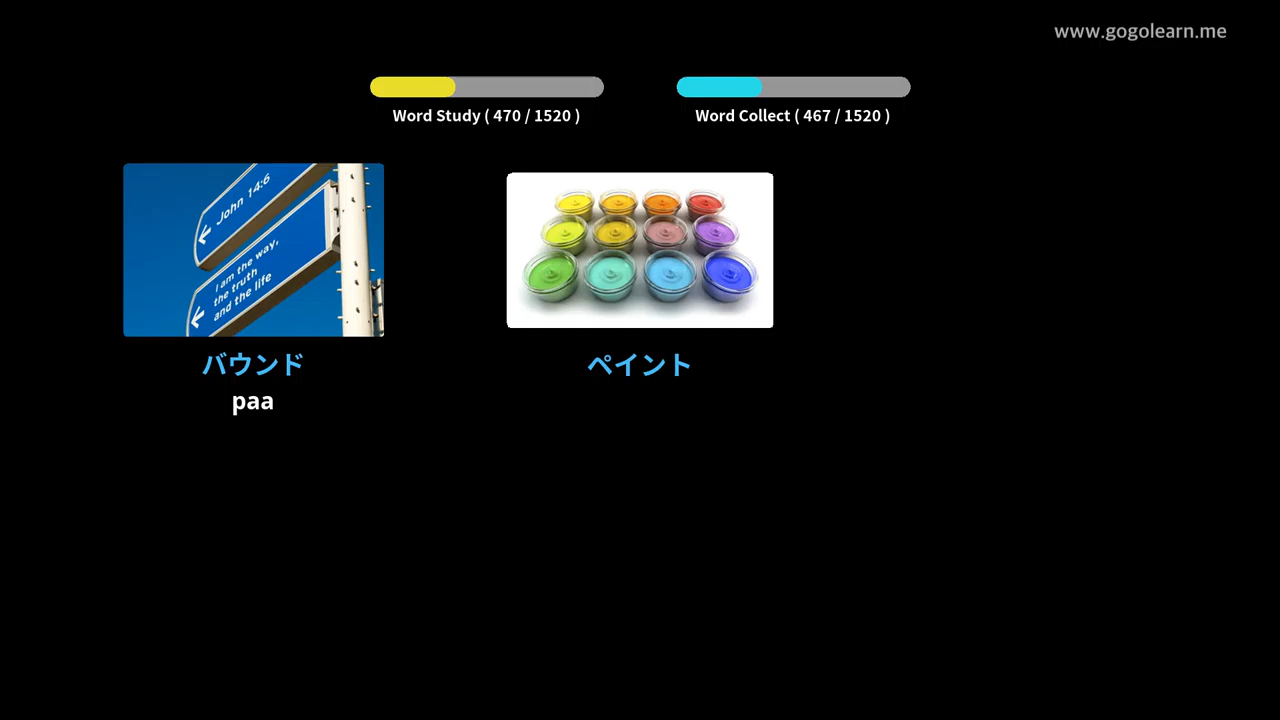 www.gogolearn.me
Word Study ( 470 / 1520 )
Word Collect ( 467 / 1520 )
John 14:6
I am the way,
the truth
and the life
バウンド
paa
ペイント